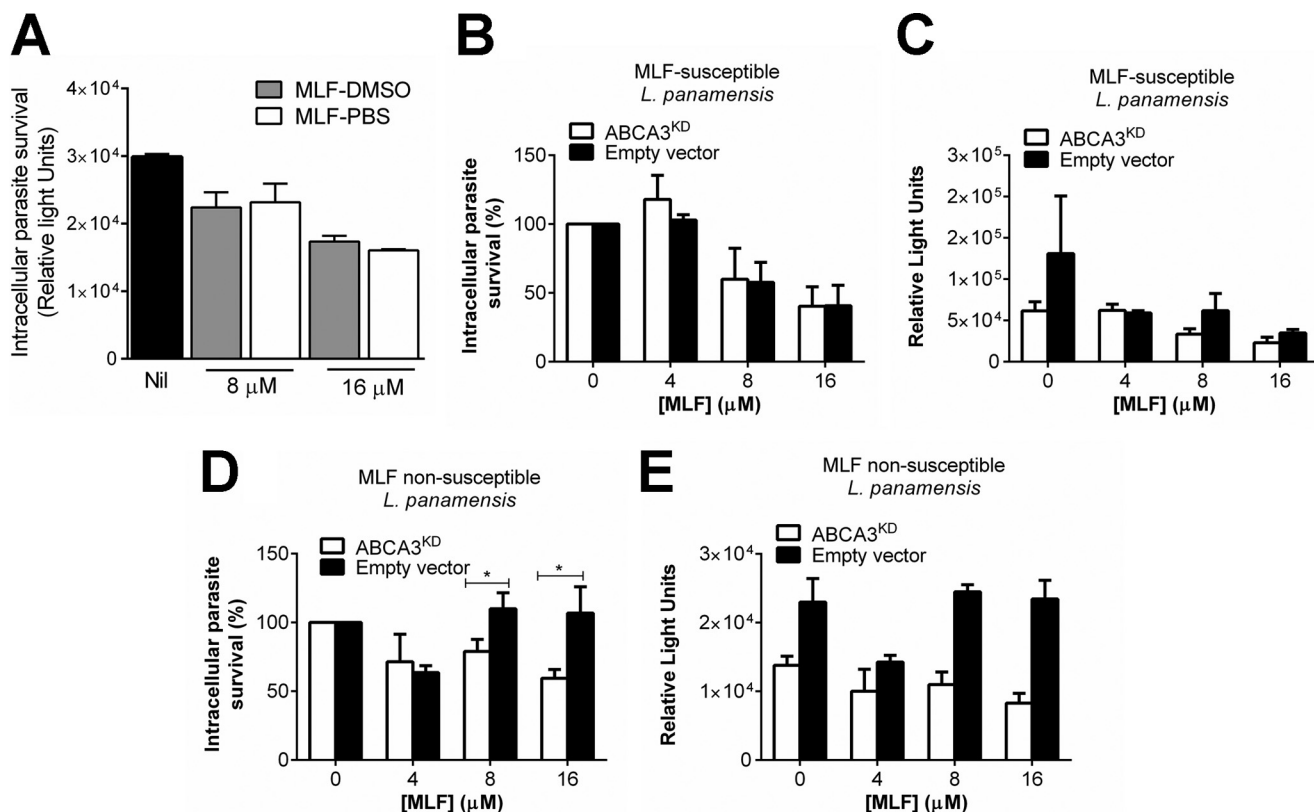 A
Intracellular parasite survival
(Relative light Units)
4×10⁴
3×10⁴
2×10⁴
1×10⁴
0
MLF-DMSO
MLF-PBS
Nil
8 μM
16 μM
B
MLF-susceptible
L. panamensis
ABCA3ᴷᴰ
Empty vector
Intracellular parasite
survival (%)
150
100
50
0
0 4 8 16
[MLF] (μM)
C
MLF-susceptible
L. panamensis
ABCA3ᴷᴰ
Empty vector
Relative Light Units
3×10⁵
2×10⁵
2×10⁵
1×10⁵
5×10⁴
0
0 4 8 16
[MLF] (μM)
D
MLF non-susceptible
L. panamensis
ABCA3ᴷᴰ
Empty vector
Intracellular parasite
survival (%)
150
100
50
0
* *
0 4 8 16
[MLF] (μM)
E
MLF non-susceptible
L. panamensis
ABCA3ᴷᴰ
Empty vector
Relative Light Units
3×10⁴
2×10⁴
1×10⁴
0
0 4 8 16
[MLF] (μM)